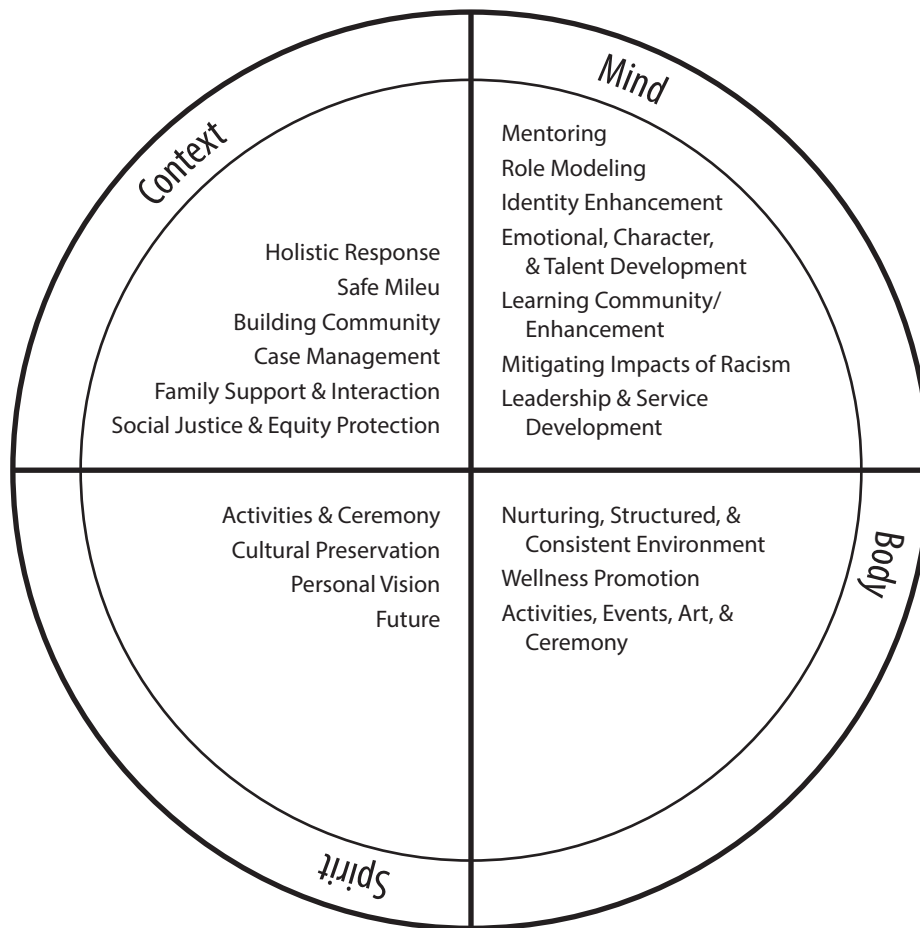 Context
Holistic Response
Safe Mileu
Building Community
Case Management
Family Support & Interaction
Social Justice & Equity Protection
Mind
Mentoring
Role Modeling
Identity Enhancement
Emotional, Character,
& Talent Development
Learning Community/
Enhancement
Mitigating Impacts of Racism
Leadership & Service
Development
Activities & Ceremony
Cultural Preservation
Personal Vision
Future
Spirit
Nurturing, Structured, &
Consistent Environment
Wellness Promotion
Activities, Events, Art, &
Ceremony
Body